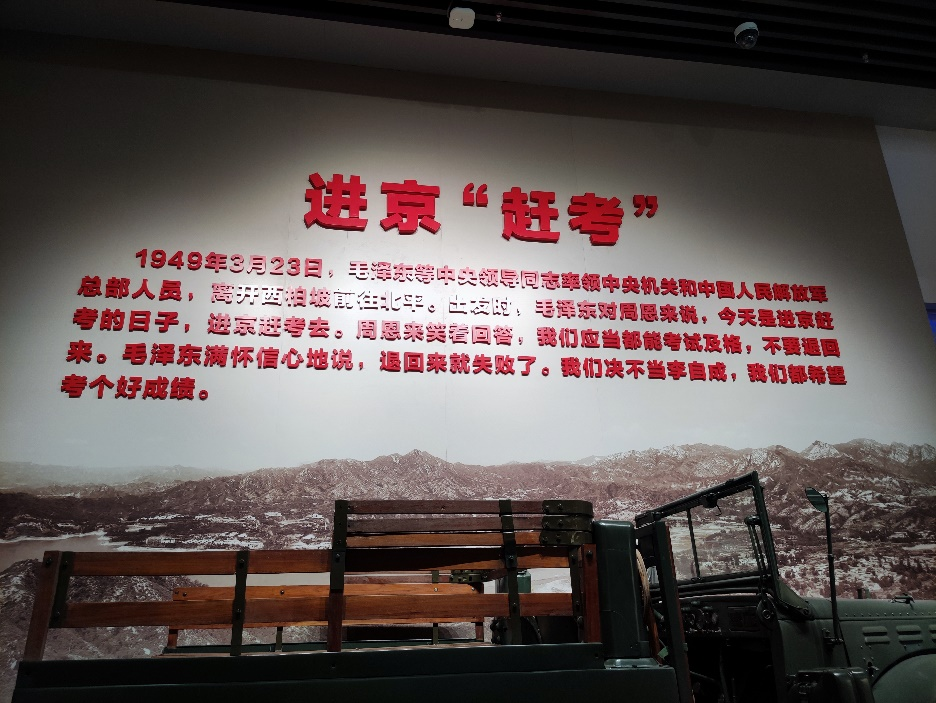 进京“赶考”
1949年3月23日，毛泽东等中央领导同志率领中央机关和中国人民解放军
总部人员，离开西柏坡前往北平。出发时，毛泽东对周恩来说，今天是进京赶
考的日子，进京赶考去。周恩来笑着回答，我们应当都能考试及格，不要退回
来。毛泽东满怀信心地说，退回来就失败了。我们决不当李自成，我们都希望
考个好成绩。